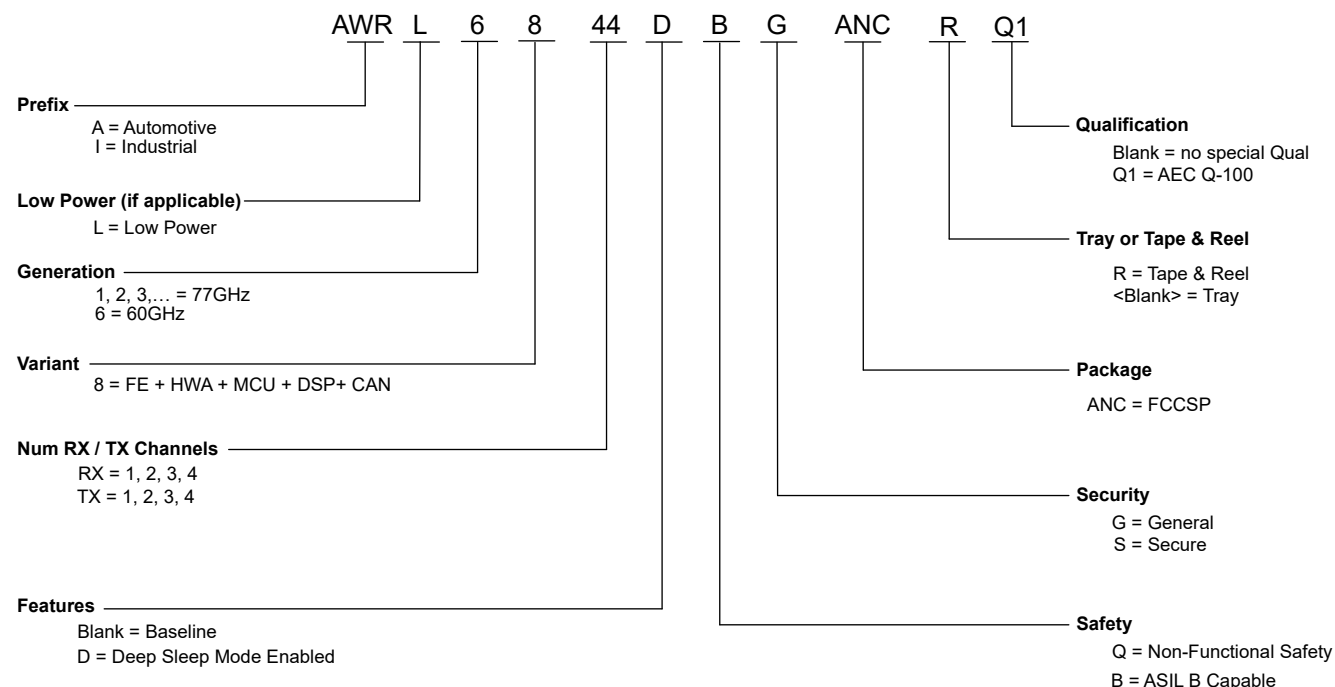 AWR L 6 8 44 D B G ANC R Q1
Prefix
A = Automotive
I = Industrial
Low Power (if applicable)
L = Low Power
Generation
1, 2, 3,... = 77GHz
6 = 60GHz
Variant
8 = FE + HWA + MCU + DSP+ CAN
Num RX / TX Channels
RX = 1, 2, 3, 4
TX = 1, 2, 3, 4
Features
Blank = Baseline
D = Deep Sleep Mode Enabled
Qualification
Blank = no special Qual
Q1 = AEC Q-100
Tray or Tape & Reel
R = Tape & Reel
<Blank> = Tray
Package
ANC = FCCSP
Security
G = General
S = Secure
Safety
Q = Non-Functional Safety
B = ASIL B Capable